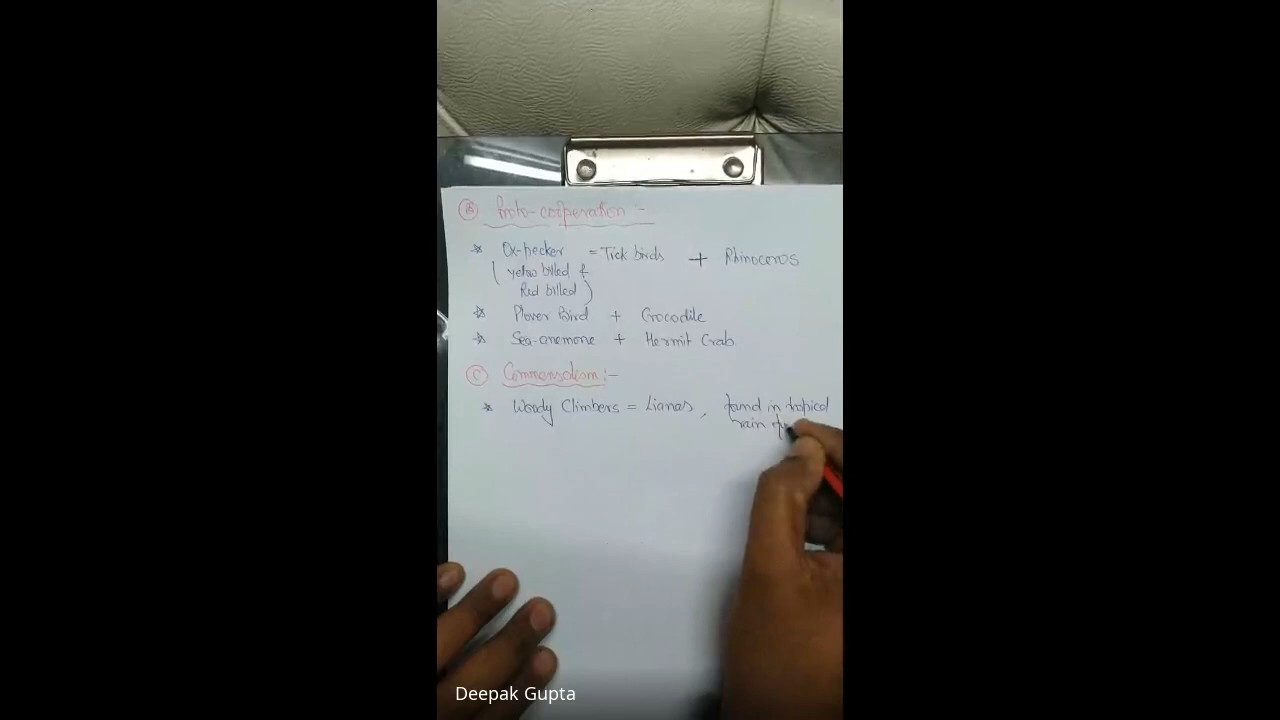 B Proto-cooperation :-
* Ox-pecker = Tick birds + Rhinoceros
( yellow billed &
Red billed )
* Plover Bird + Crocodile
* Sea-anemone + Hermit Crab
C Commensalism :-
* Woody Climbers = Lianas, found in tropical
rain
Deepak Gupta